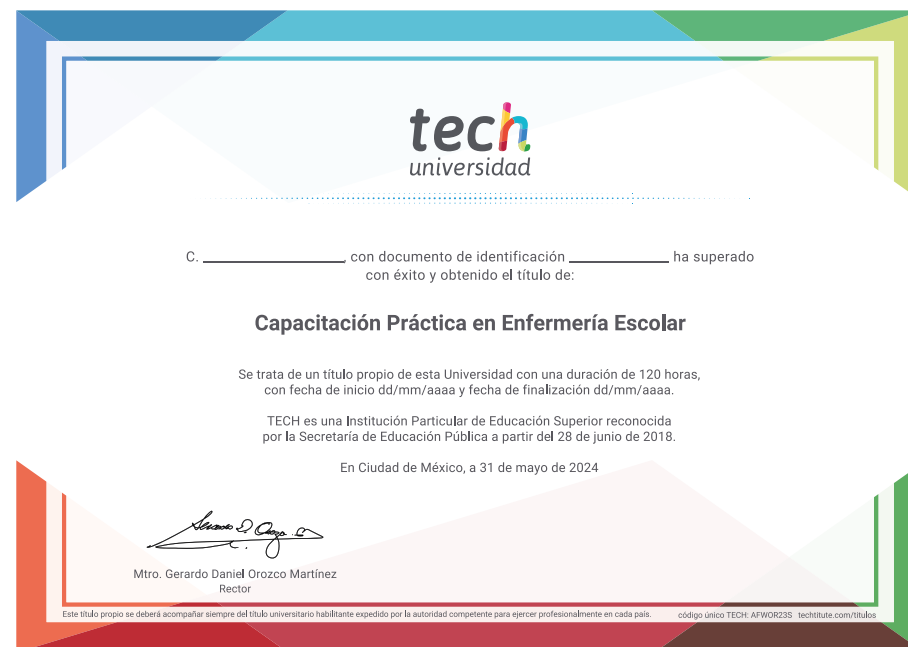 tech
universidad
C. ____________, con documento de identificación __________ ha superado
con éxito y obtenido el título de:
Capacitación Práctica en Enfermería Escolar
Se trata de un título propio de esta Universidad con una duración de 120 horas,
con fecha de inicio dd/mm/aaaa y fecha de finalización dd/mm/aaaa.
TECH es una Institución Particular de Educación Superior reconocida
por la Secretaría de Educación Pública a partir del 28 de junio de 2018.
En Ciudad de México, a 31 de mayo de 2024
Mtro. Gerardo Daniel Orozco Martínez
Rector
Este título propio se deberá acompañar siempre del título universitario habilitante expedido por la autoridad competente para ejercer profesionalmente en cada país. código único TECH: AFWOR23S techtitute.com/titulos